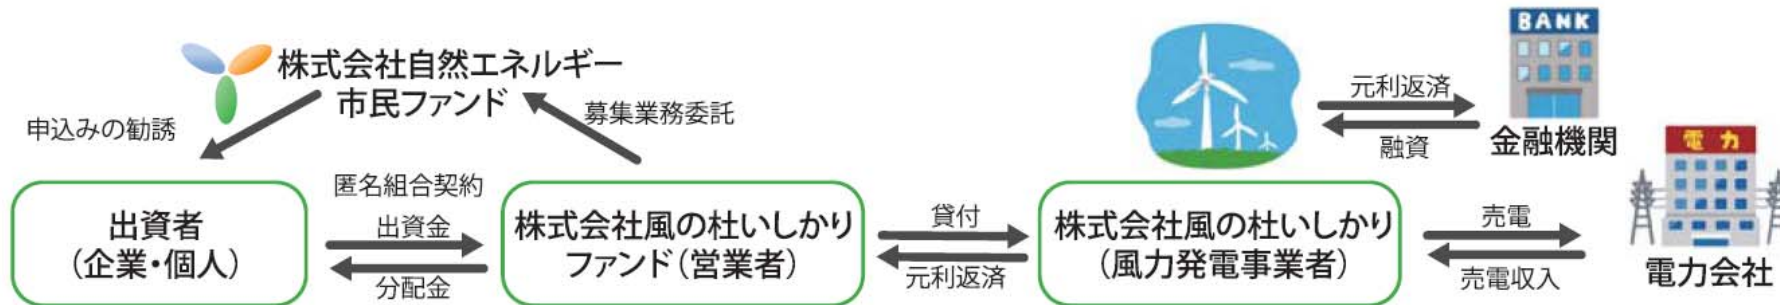 株式会社自然エネルギー
市民ファンド
申込みの勧誘
募集業務委託
BANK
元利返済
融資
金融機関
電力
出資者
(企業・個人)
匿名組合契約
出資金
分配金
株式会社風の杜いしかり
ファンド(営業者)
貸付
元利返済
株式会社風の杜いしかり
(風力発電事業者)
売電
売電収入
電力会社